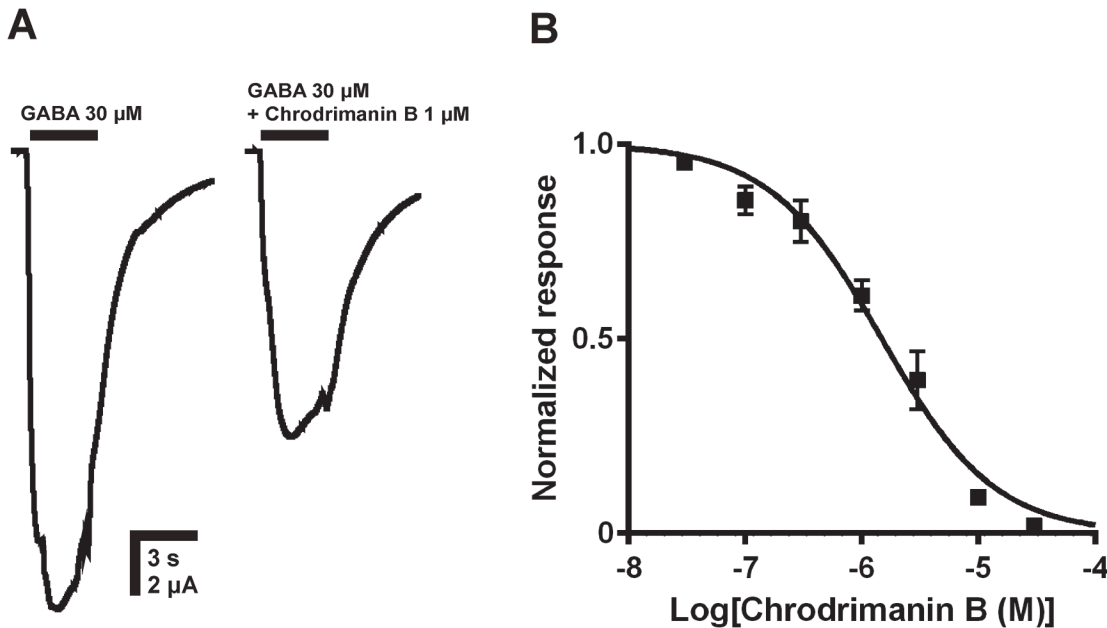 A
GABA 30 µM
GABA 30 µM
+ Chrodrimanin B 1 µM
3 s
2 µA
B
Normalized response
1.0
0.5
0
-8
-7
-6
-5
-4
Log[Chrodrimanin B (M)]